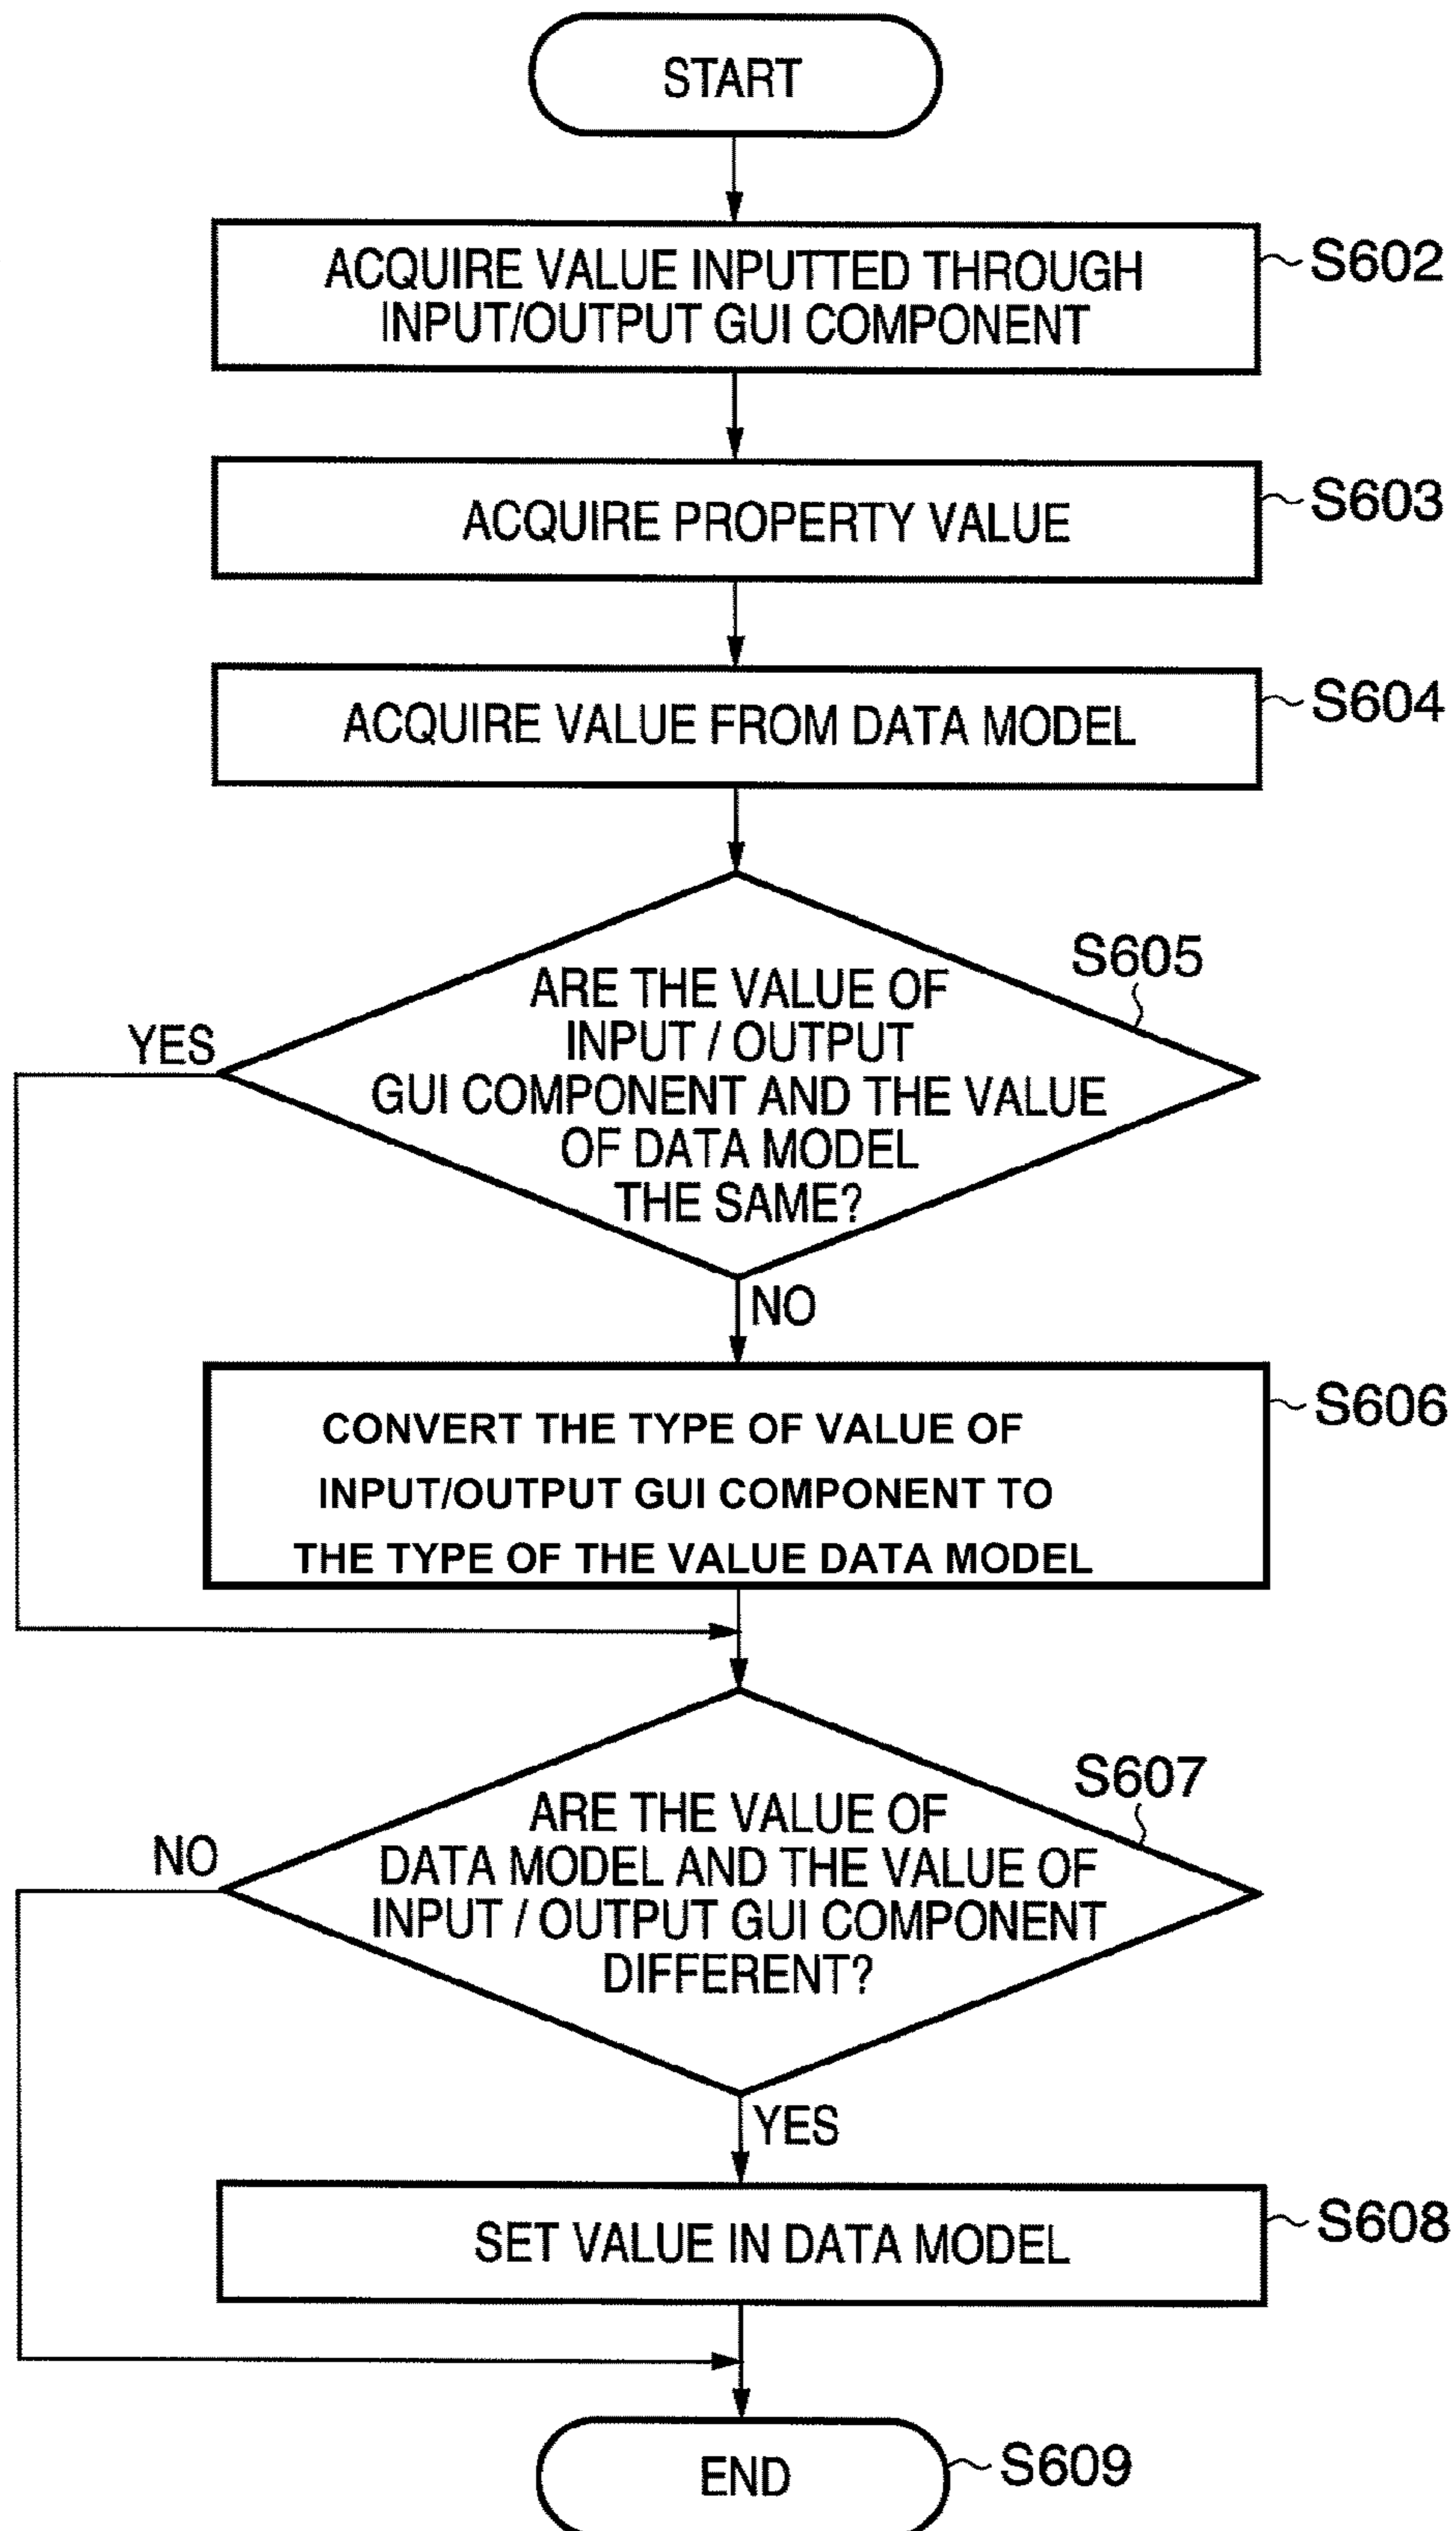 START
ACQUIRE VALUE INPUTTED THROUGH
INPUT/OUTPUT GUI COMPONENT
S602
ACQUIRE PROPERTY VALUE
S603
ACQUIRE VALUE FROM DATA MODEL
S604
S605
ARE THE VALUE OF
INPUT / OUTPUT
GUI COMPONENT AND THE VALUE
OF DATA MODEL
THE SAME?
YES
NO
CONVERT THE TYPE OF VALUE OF
INPUT/OUTPUT GUI COMPONENT TO
THE TYPE OF THE VALUE DATA MODEL
S606
S607
ARE THE VALUE OF
DATA MODEL AND THE VALUE OF
INPUT / OUTPUT GUI COMPONENT
DIFFERENT?
NO
YES
SET VALUE IN DATA MODEL
S608
END
S609